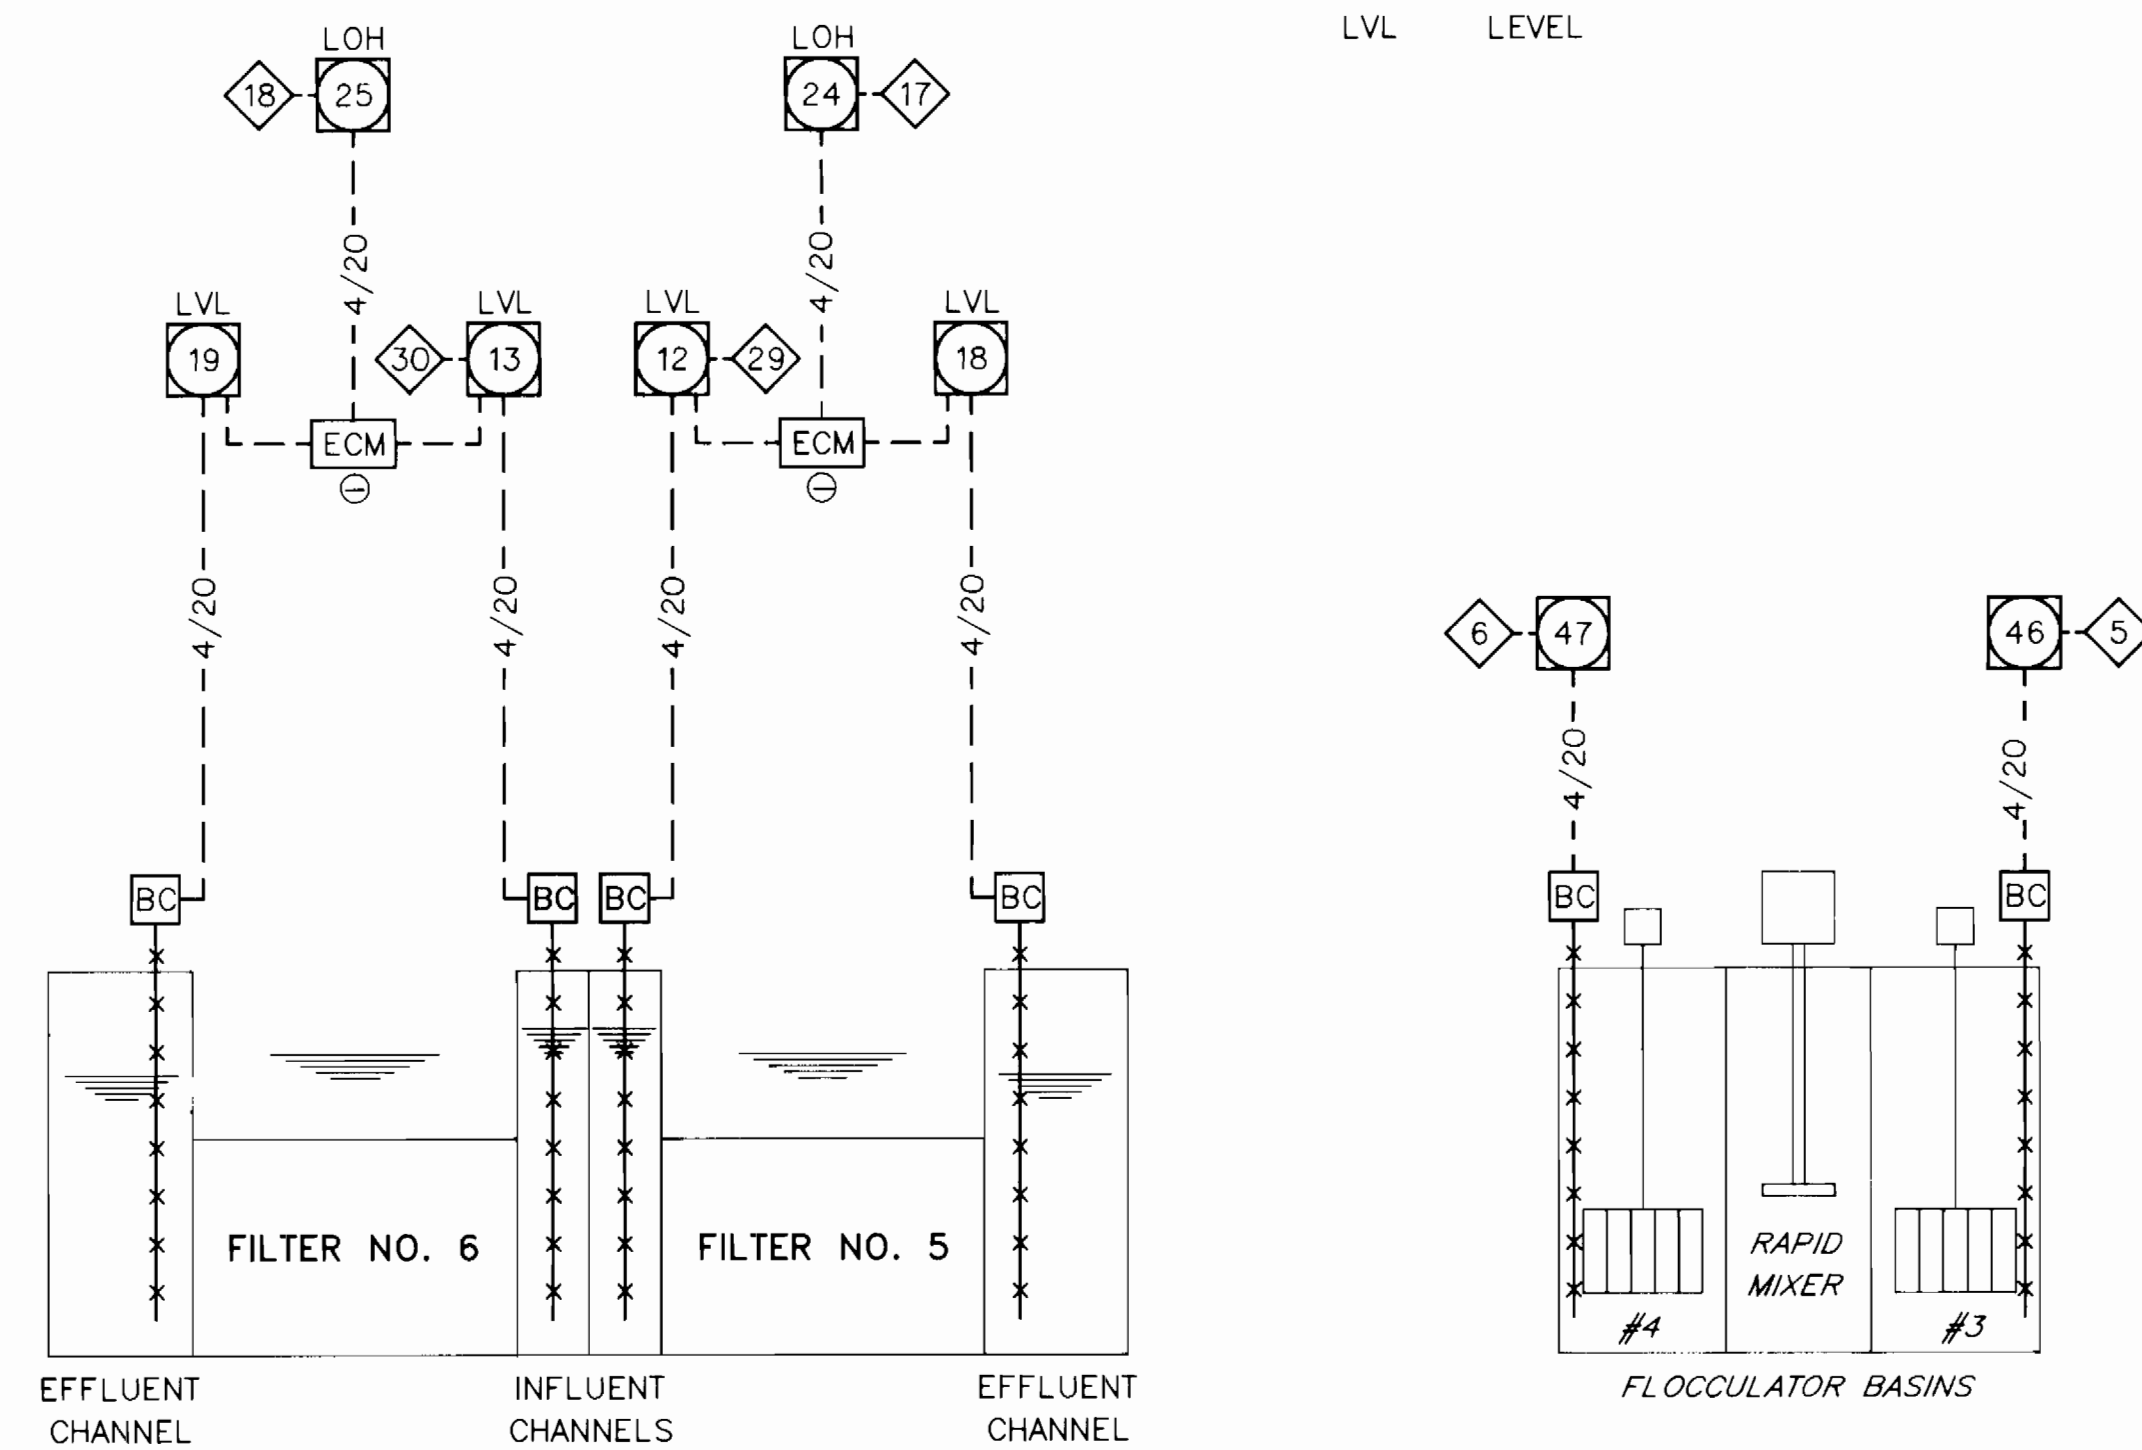 LVL LEVEL
LOH LOH
18 25 24 17
4/20 4/20
LVL LVL LVL LVL
19 30 13 12 29 18
ECM ECM
4/20 4/20 4/20 4/20
6 47 46 5
4/20 4/20
BC BC BC BC BC BC
FILTER NO. 6 FILTER NO. 5
RAPID
MIXER
#4 #3
EFFLUENT
CHANNEL
INFLUENT
CHANNELS
EFFLUENT
CHANNEL
FLOCCULATOR BASINS